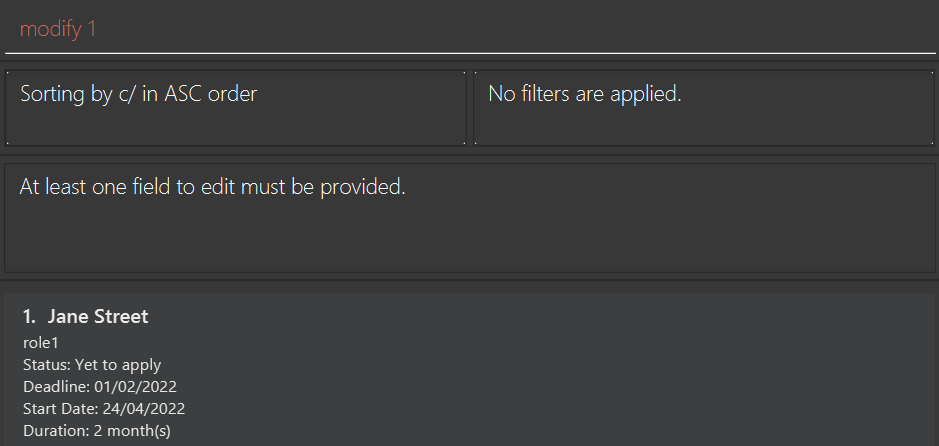 modify 1
Sorting by c/ in ASC order
No filters are applied.
At least one field to edit must be provided.
1. Jane Street
role1
Status: Yet to apply
Deadline: 01/02/2022
Start Date: 24/04/2022
Duration: 2 month(s)